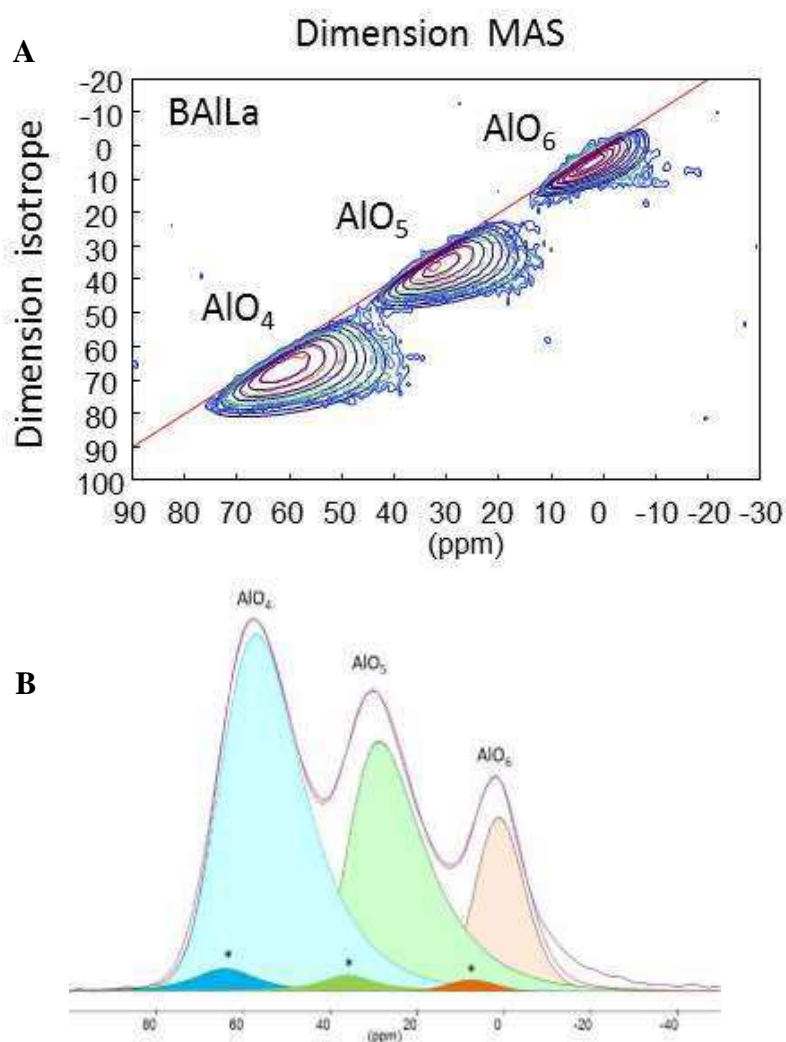 A
Dimension MAS
Dimension isotrope
-20
-10
0
10
20
30
40
50
60
70
80
90
100
BAlLa
AlO₆
AlO₅
AlO₄
90 80 70 60 50 40 30 20 10 0 -10 -20 -30
(ppm)
B
AlO₄
AlO₅
AlO₆
* * *
80 60 40 20 0 -20 -40
(ppm)